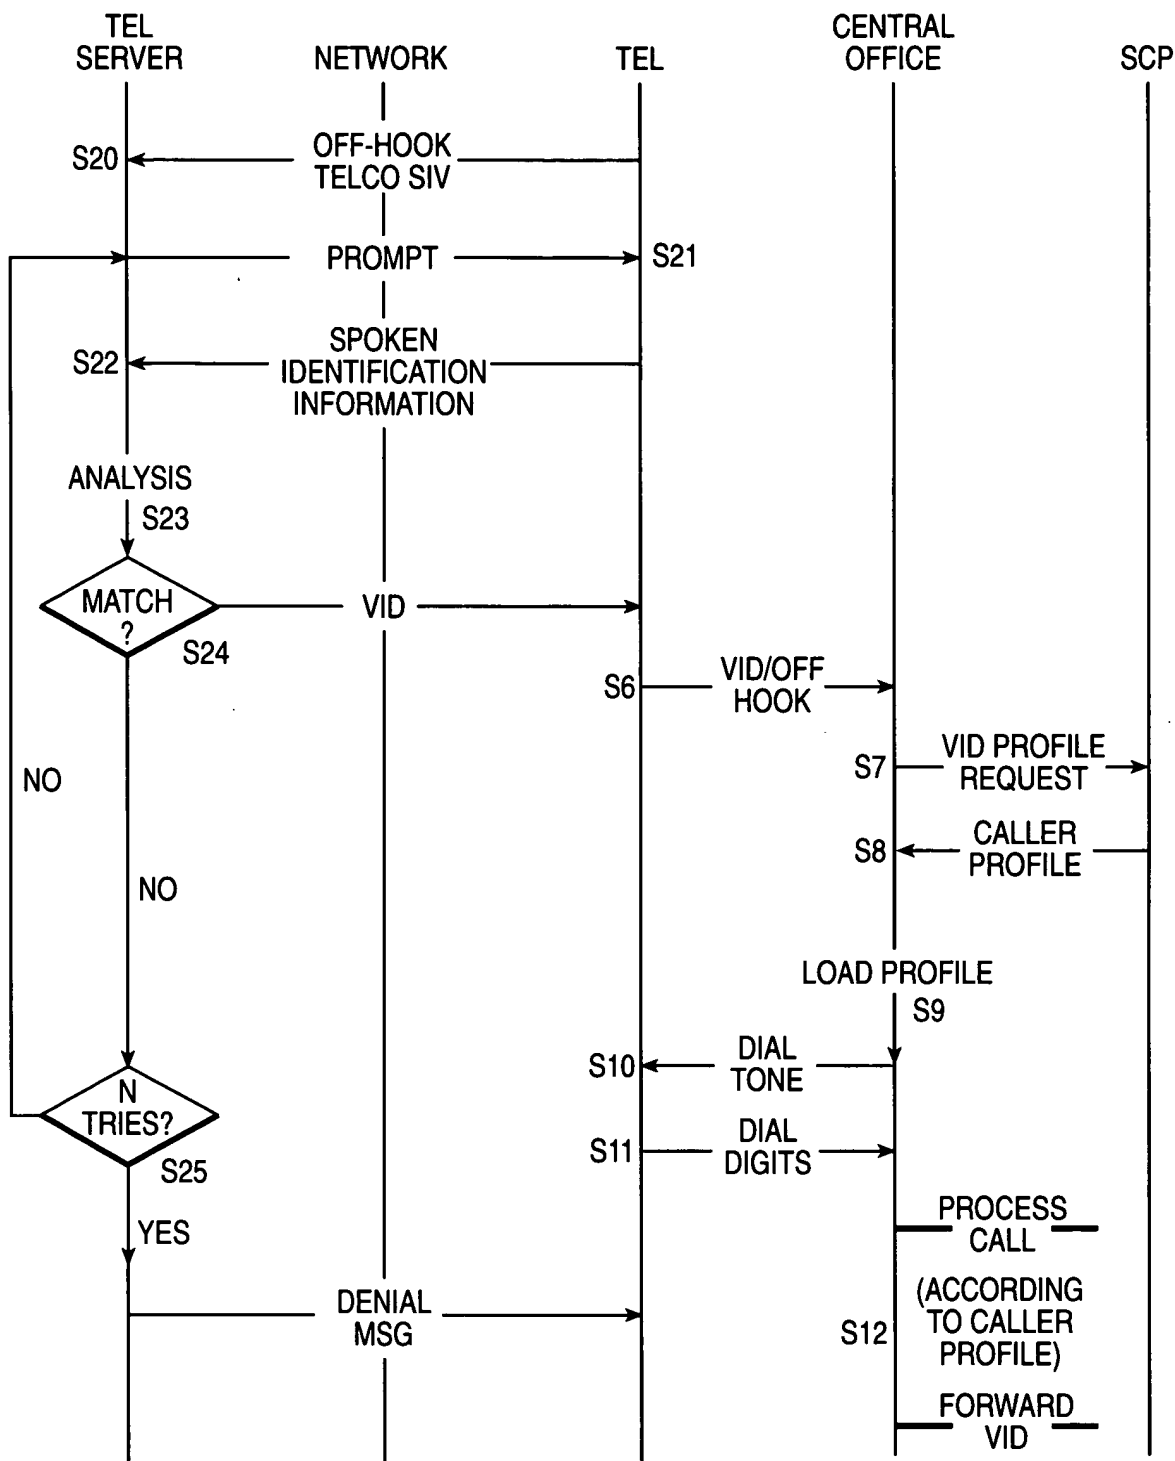 TEL
SERVER
NETWORK
TEL
CENTRAL
OFFICE
SCP
S20
OFF-HOOK
TELCO SIV
PROMPT
S21
S22
SPOKEN
IDENTIFICATION
INFORMATION
ANALYSIS
S23
MATCH
?
S24
VID
S6
VID/OFF
HOOK
S7
VID PROFILE
REQUEST
NO
S8
CALLER
PROFILE
NO
LOAD PROFILE
S9
S10
DIAL
TONE
N
TRIES?
S25
S11
DIAL
DIGITS
YES
PROCESS
CALL
DENIAL
MSG
S12
(ACCORDING
TO CALLER
PROFILE)
FORWARD
VID